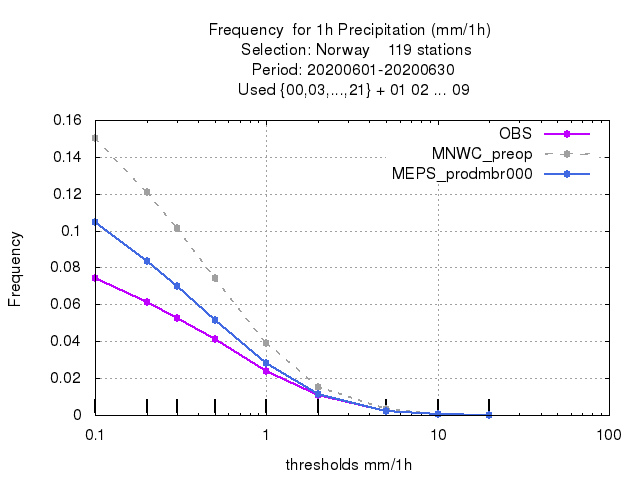 Frequency  for 1h Precipitation (mm/1h)
Selection: Norway    119 stations
Period: 20200601-20200630
Used {00,03,...,21} + 01 02 ... 09
OBS
MNWC_preop
MEPS_prodmbr000
Frequency
0.16
0.14
0.12
0.1
0.08
0.06
0.04
0.02
0
0.1 1 10 100
thresholds mm/1h